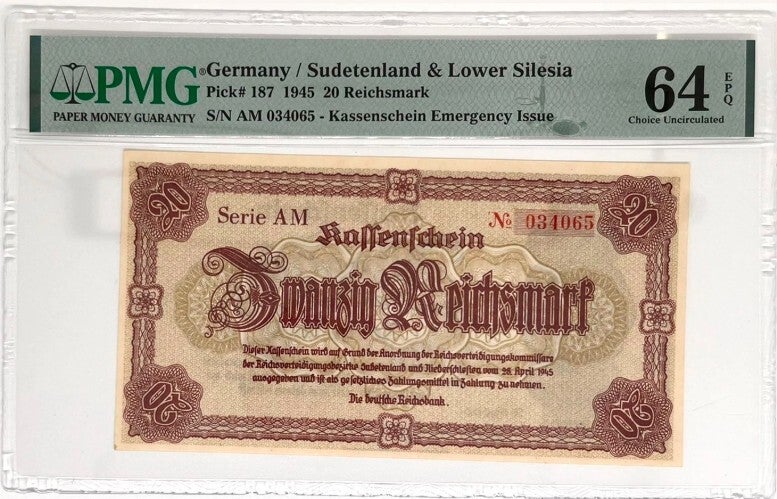 PMG® Germany / Sudetenland & Lower Silesia
Pick# 187 1945 20 Reichsmark
PAPER MONEY GUARANTY S/N AM 034065 - Kassenschein Emergency Issue
64 EPQ
Choice Uncirculated
20 20
Serie AM № 034065
Kassenschein
Zwanzig Reichsmark
Dieser Kassenschein wird auf Grund der Anordnung der Reichsverteidigungskommissare
der Reichsverteidigungsbezirke Sudetenland und Niederschlesien vom 28. April 1945
ausgegeben und ist als gesetzliches Zahlungsmittel in Zahlung zu nehmen.
Die Deutsche Reichsbank.
20 20